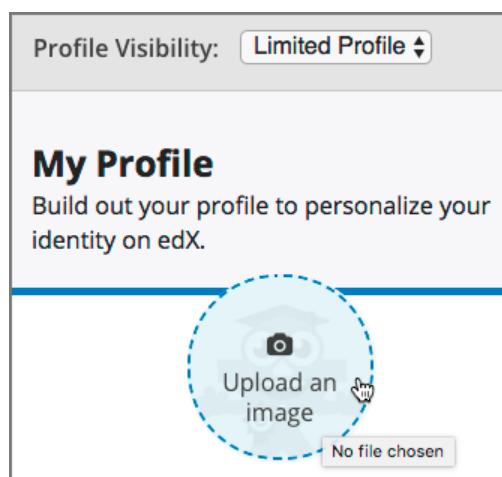 Profile Visibility: Limited Profile
My Profile
Build out your profile to personalize your
identity on edX.
Upload an
image
No file chosen